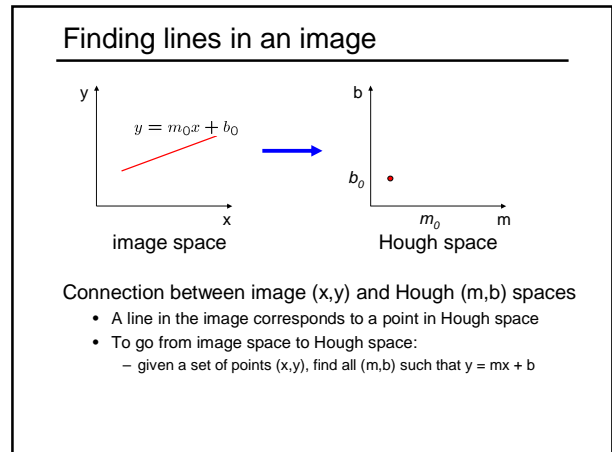 Finding lines in an image
y
y = m₀x + b₀
x
image space
b
b₀
m₀
m
Hough space
Connection between image (x,y) and Hough (m,b) spaces
• A line in the image corresponds to a point in Hough space
• To go from image space to Hough space:
– given a set of points (x,y), find all (m,b) such that y = mx + b